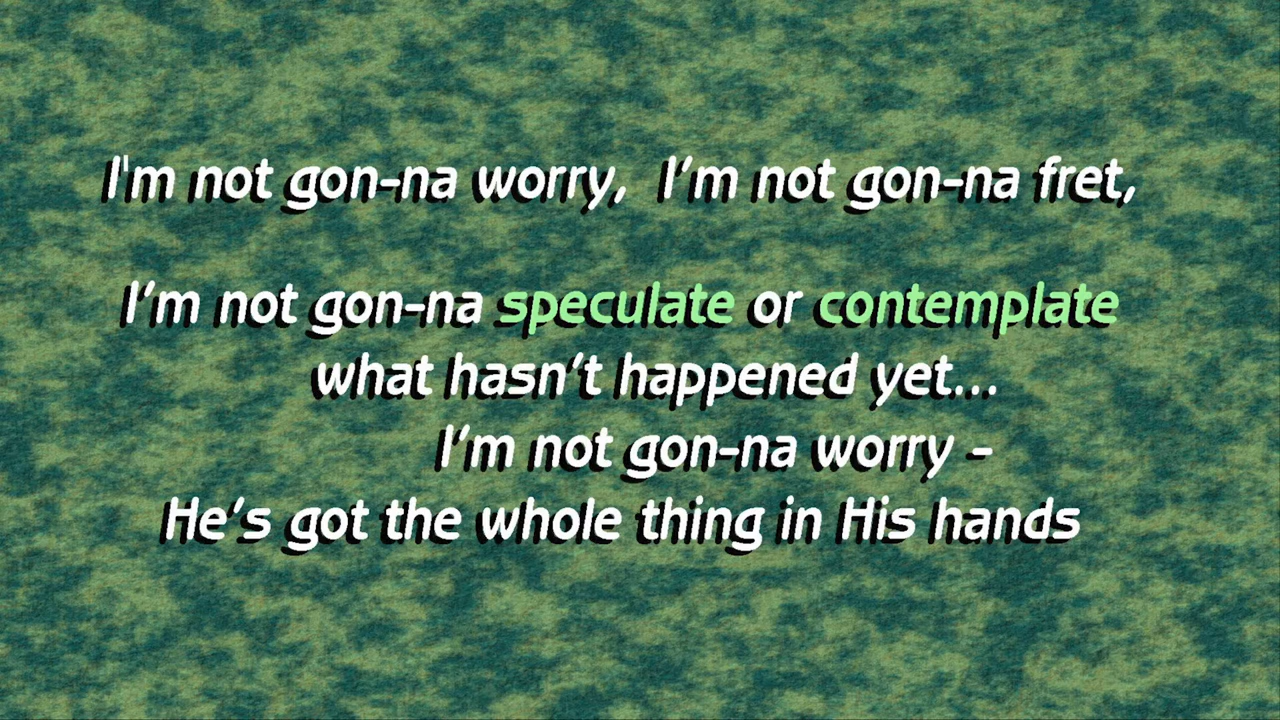 I'm not gon-na worry, I’m not gon-na fret,
I’m not gon-na speculate or contemplate
what hasn’t happened yet...
I’m not gon-na worry -
He’s got the whole thing in His hands